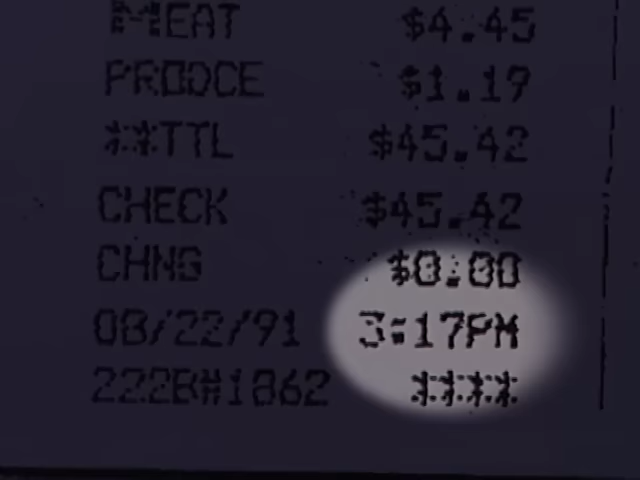 MEAT $4.45
PRODCE $1.19
**TTL $45.42
CHECK $45.42
CHNG $0.00
08/22/91 3:17PM
222B#1862 ****